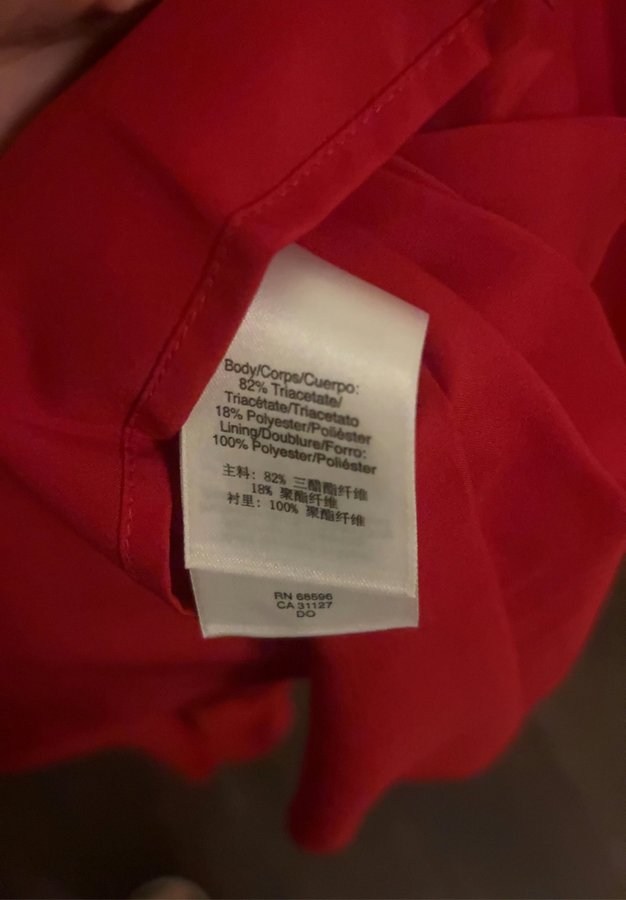 Body/Corps/Cuerpo:
82% Triacetate/
Triacétate/Triacetato
18% Polyester/Poliéster
Lining/Doublure/Forro:
100% Polyester/Poliéster
主料: 82% 三醋酯纤维
18% 聚酯纤维
衬里: 100% 聚酯纤维
RN 68596
CA 31127
DO